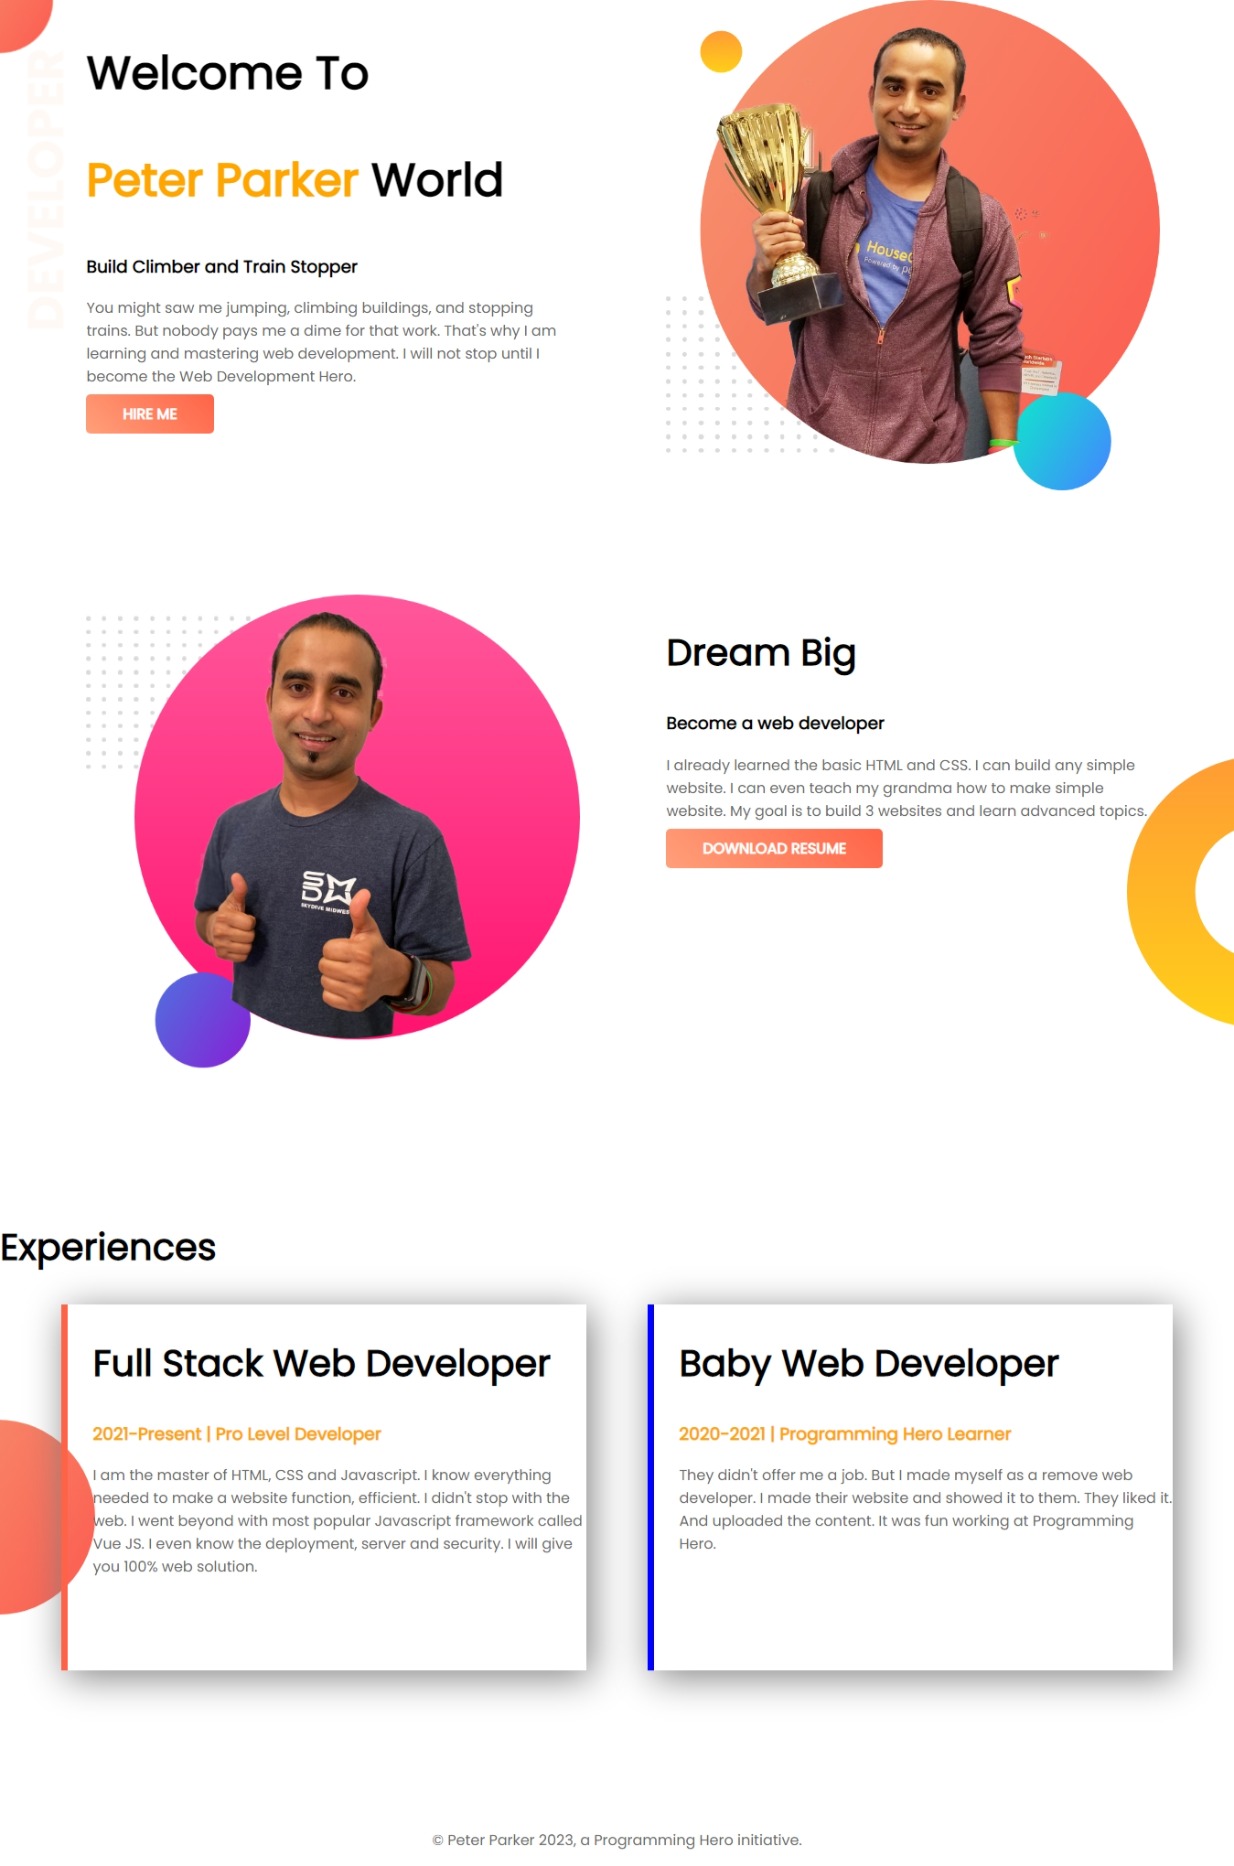 DEVELOPER
Welcome To
Peter Parker World
Build Climber and Train Stopper
You might saw me jumping, climbing buildings, and stopping
trains. But nobody pays me a dime for that work. That's why I am
learning and mastering web development. I will not stop until I
become the Web Development Hero.
HIRE ME
Powered by
Dream Big
Become a web developer
I already learned the basic HTML and CSS. I can build any simple
website. I can even teach my grandma how to make simple
website. My goal is to build 3 websites and learn advanced topics.
DOWNLOAD RESUME
Experiences
Full Stack Web Developer
2021-Present | Pro Level Developer
I am the master of HTML, CSS and Javascript. I know everything
needed to make a website function, efficient. I didn't stop with the
web. I went beyond with most popular Javascript framework called
Vue JS. I even know the deployment, server and security. I will give
you 100% web solution.
Baby Web Developer
2020-2021 | Programming Hero Learner
They didn't offer me a job. But I made myself as a remove web
developer. I made their website and showed it to them. They liked it.
And uploaded the content. It was fun working at Programming
Hero.
© Peter Parker 2023, a Programming Hero initiative.